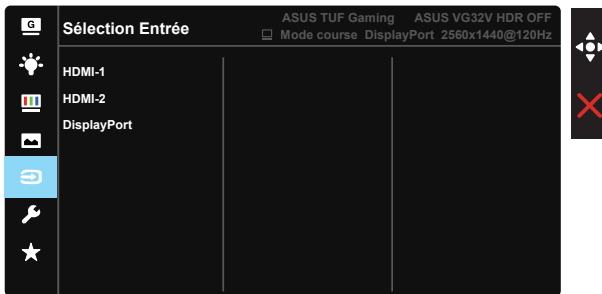 G
Sélection Entrée
ASUS TUF Gaming ASUS VG32V HDR OFF
Mode course DisplayPort 2560x1440@120Hz
HDMI-1
HDMI-2
DisplayPort